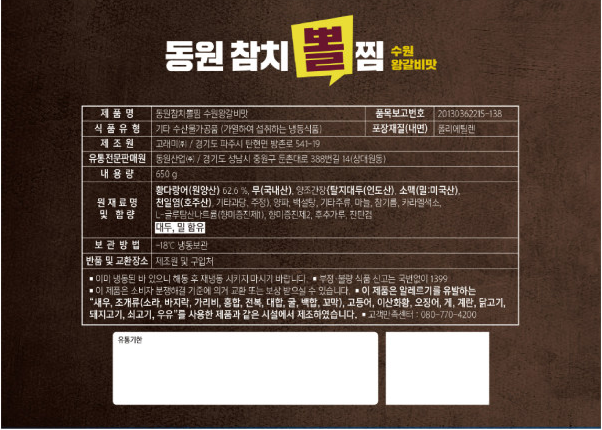 동원 참치 뽈 찜 수원 왕갈비맛
제 품 명 동원참치뽈찜 수원왕갈비맛 품목보고번호 20130362215-138
식 품 유 형 기타 수산물가공품 (가열하여 섭취하는 냉동식품) 포장재질(내면) 폴리에틸렌
제 조 원 고래미㈜ / 경기도 파주시 탄현면 방촌로 541-19
유통전문판매원 동원산업㈜ / 경기도 성남시 중원구 둔촌대로 388번길 14(상대원동)
내 용 량 650 g
원 재 료 명 및 함 량 황다랑어(원양산) 62.6 %, 무(국내산), 양조간장(탈지대두(인도산), 소맥(밀:미국산),
천일염(호주산), 기타과당, 주정), 양파, 백설탕, 기타주류, 마늘, 참기름, 카라멜색소,
L-글루탐산나트륨(향미증진제), 향미증진제2, 후추가루, 잔탄검
대두, 밀 함유
보 관 방 법 -18℃ 냉동보관
반품 및 교환장소 제조원 및 구입처
▪ 이미 냉동된 바 있으니 해동 후 재냉동 시키지 마시기 바랍니다. ▪ 부정·불량 식품 신고는 국번없이 1399
▪ 이 제품은 소비자 분쟁해결 기준에 의거 교환 또는 보상 받으실 수 있습니다. ▪ 이 제품은 알레르기를 유발하는
"새우, 조개류(소라, 바지락, 가리비, 홍합, 전복, 대합, 굴, 백합, 꼬막), 고등어, 이산화황, 오징어, 게, 계란, 닭고기,
돼지고기, 쇠고기, 우유"를 사용한 제품과 같은 시설에서 제조하였습니다. ▪ 고객만족센터 : 080-770-4200
유통기한